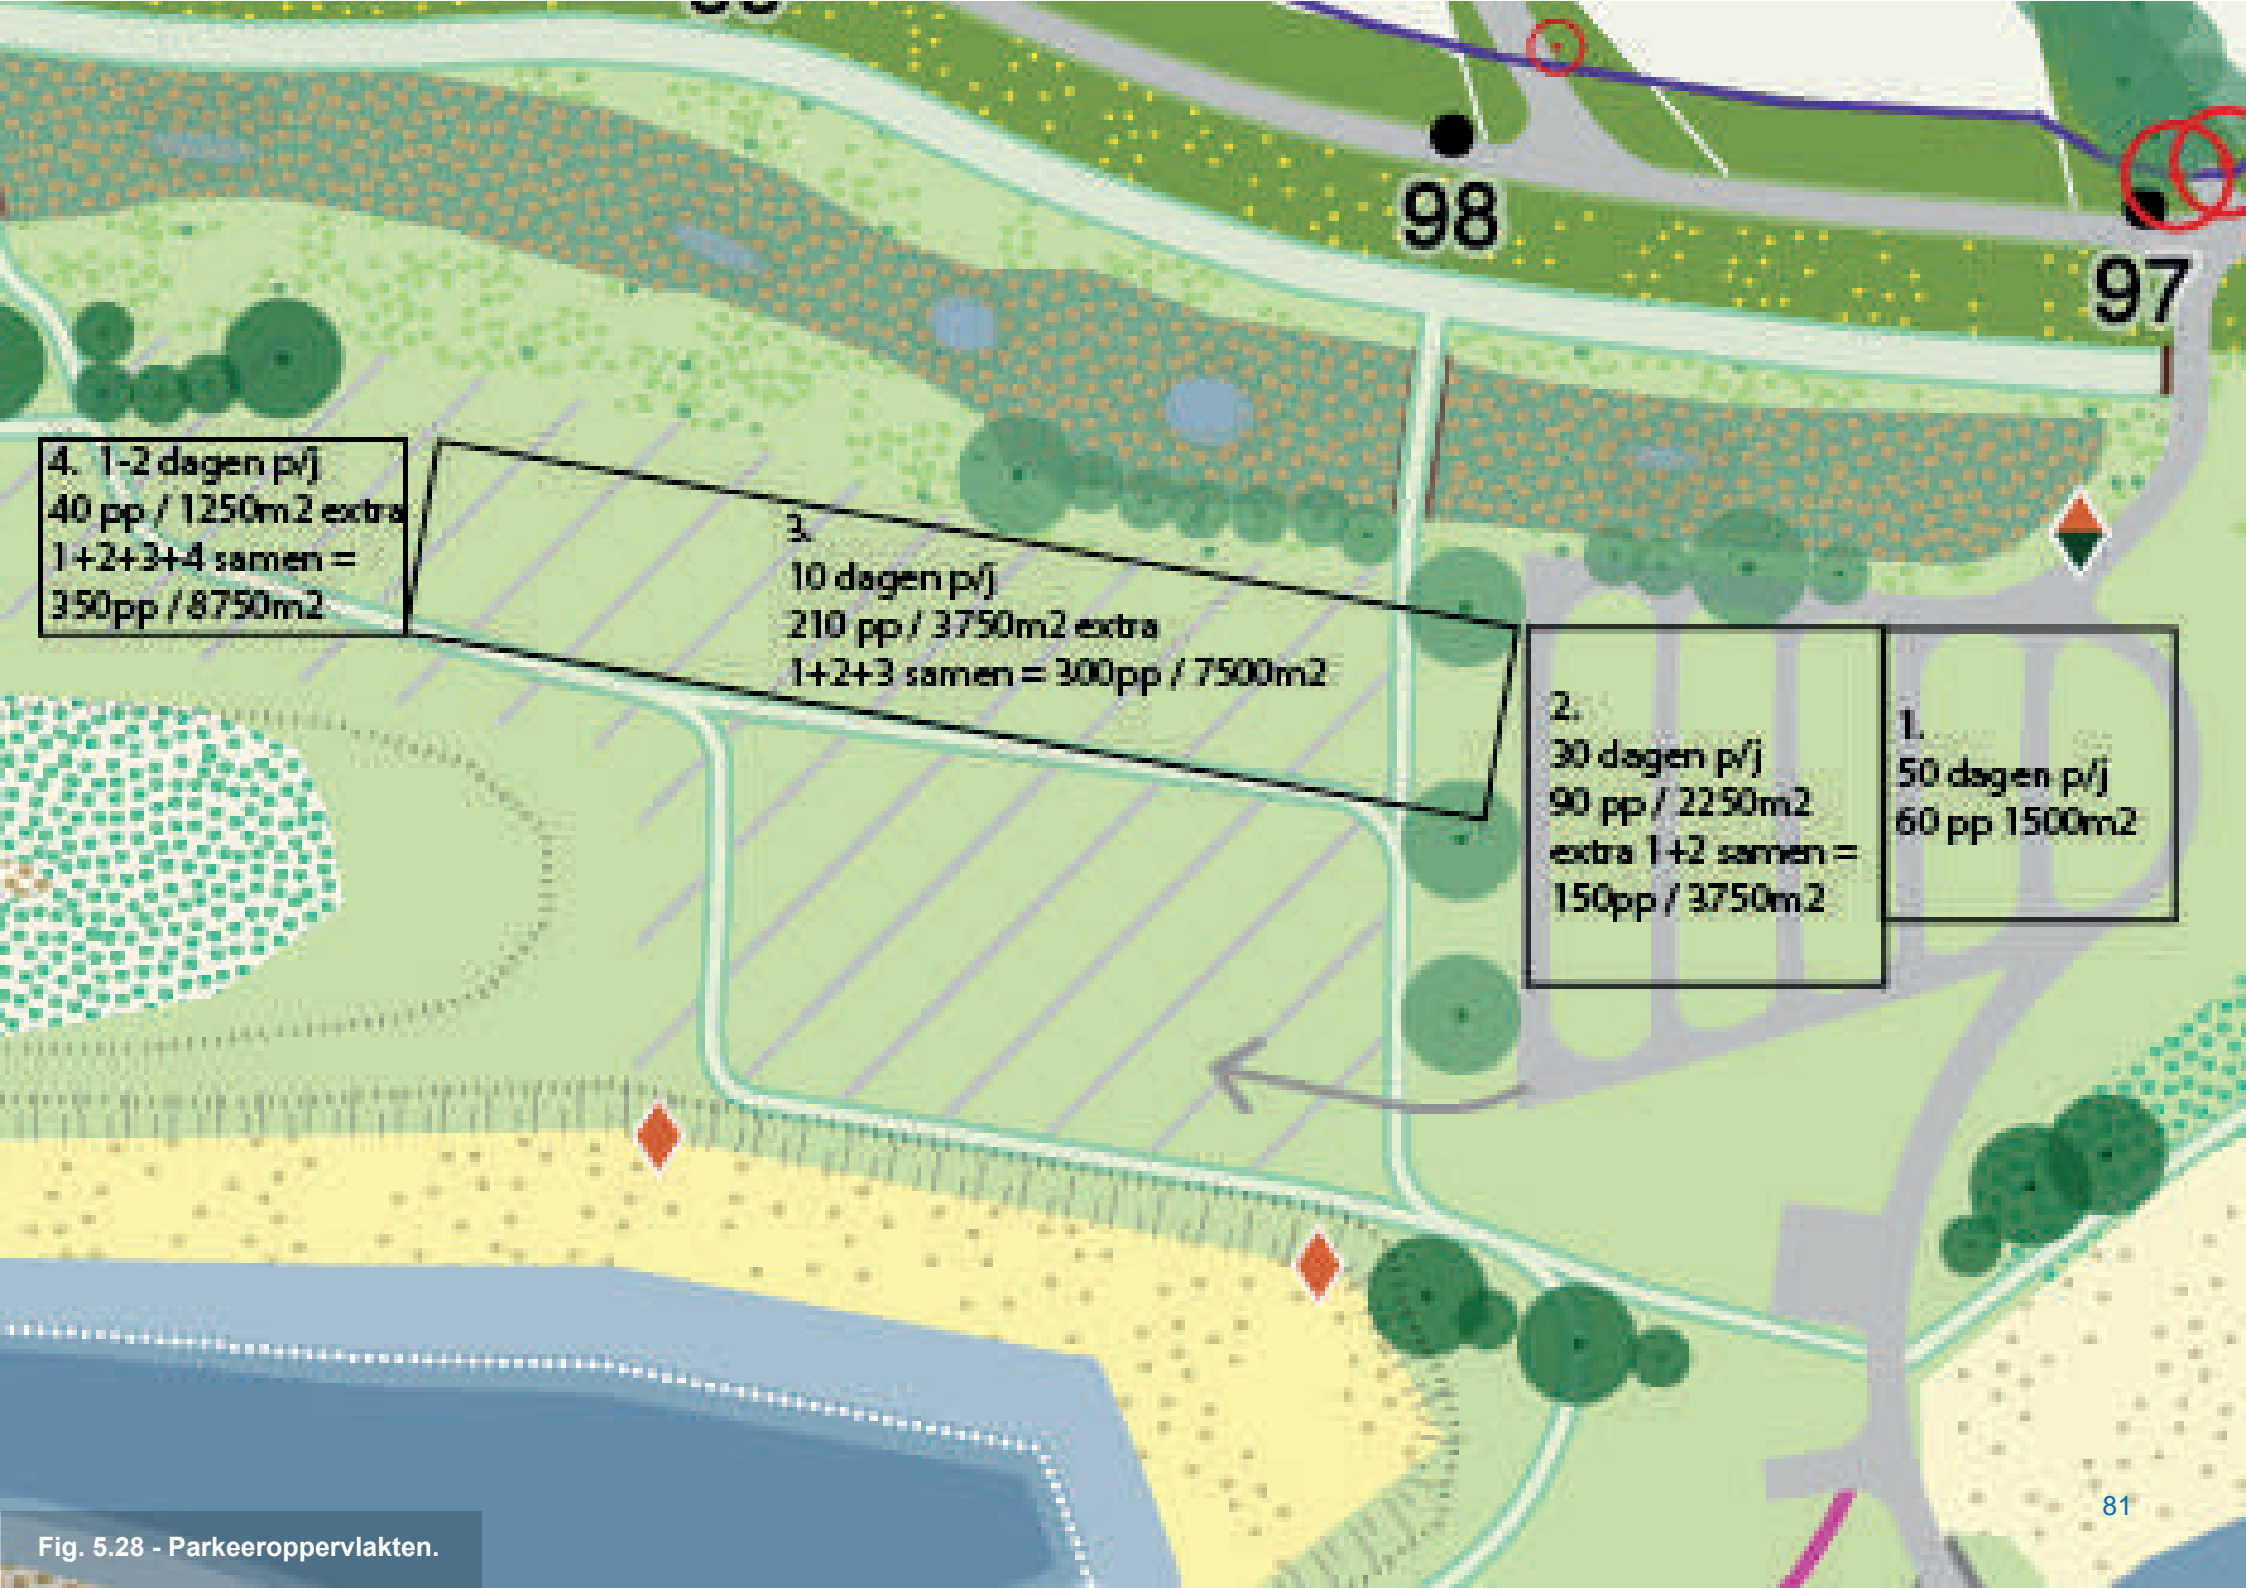 98
97
4. 1-2 dagen p/j
40 pp / 1250m2 extra
1+2+3+4 samen =
350pp / 8750m2
3.
10 dagen p/j
210 pp / 3750m2 extra
1+2+3 samen = 300pp / 7500m2
2.
30 dagen p/j
90 pp / 2250m2
extra 1+2 samen =
150pp / 3750m2
1.
50 dagen p/j
60 pp 1500m2
81
Fig. 5.28 - Parkeeroppervlakten.